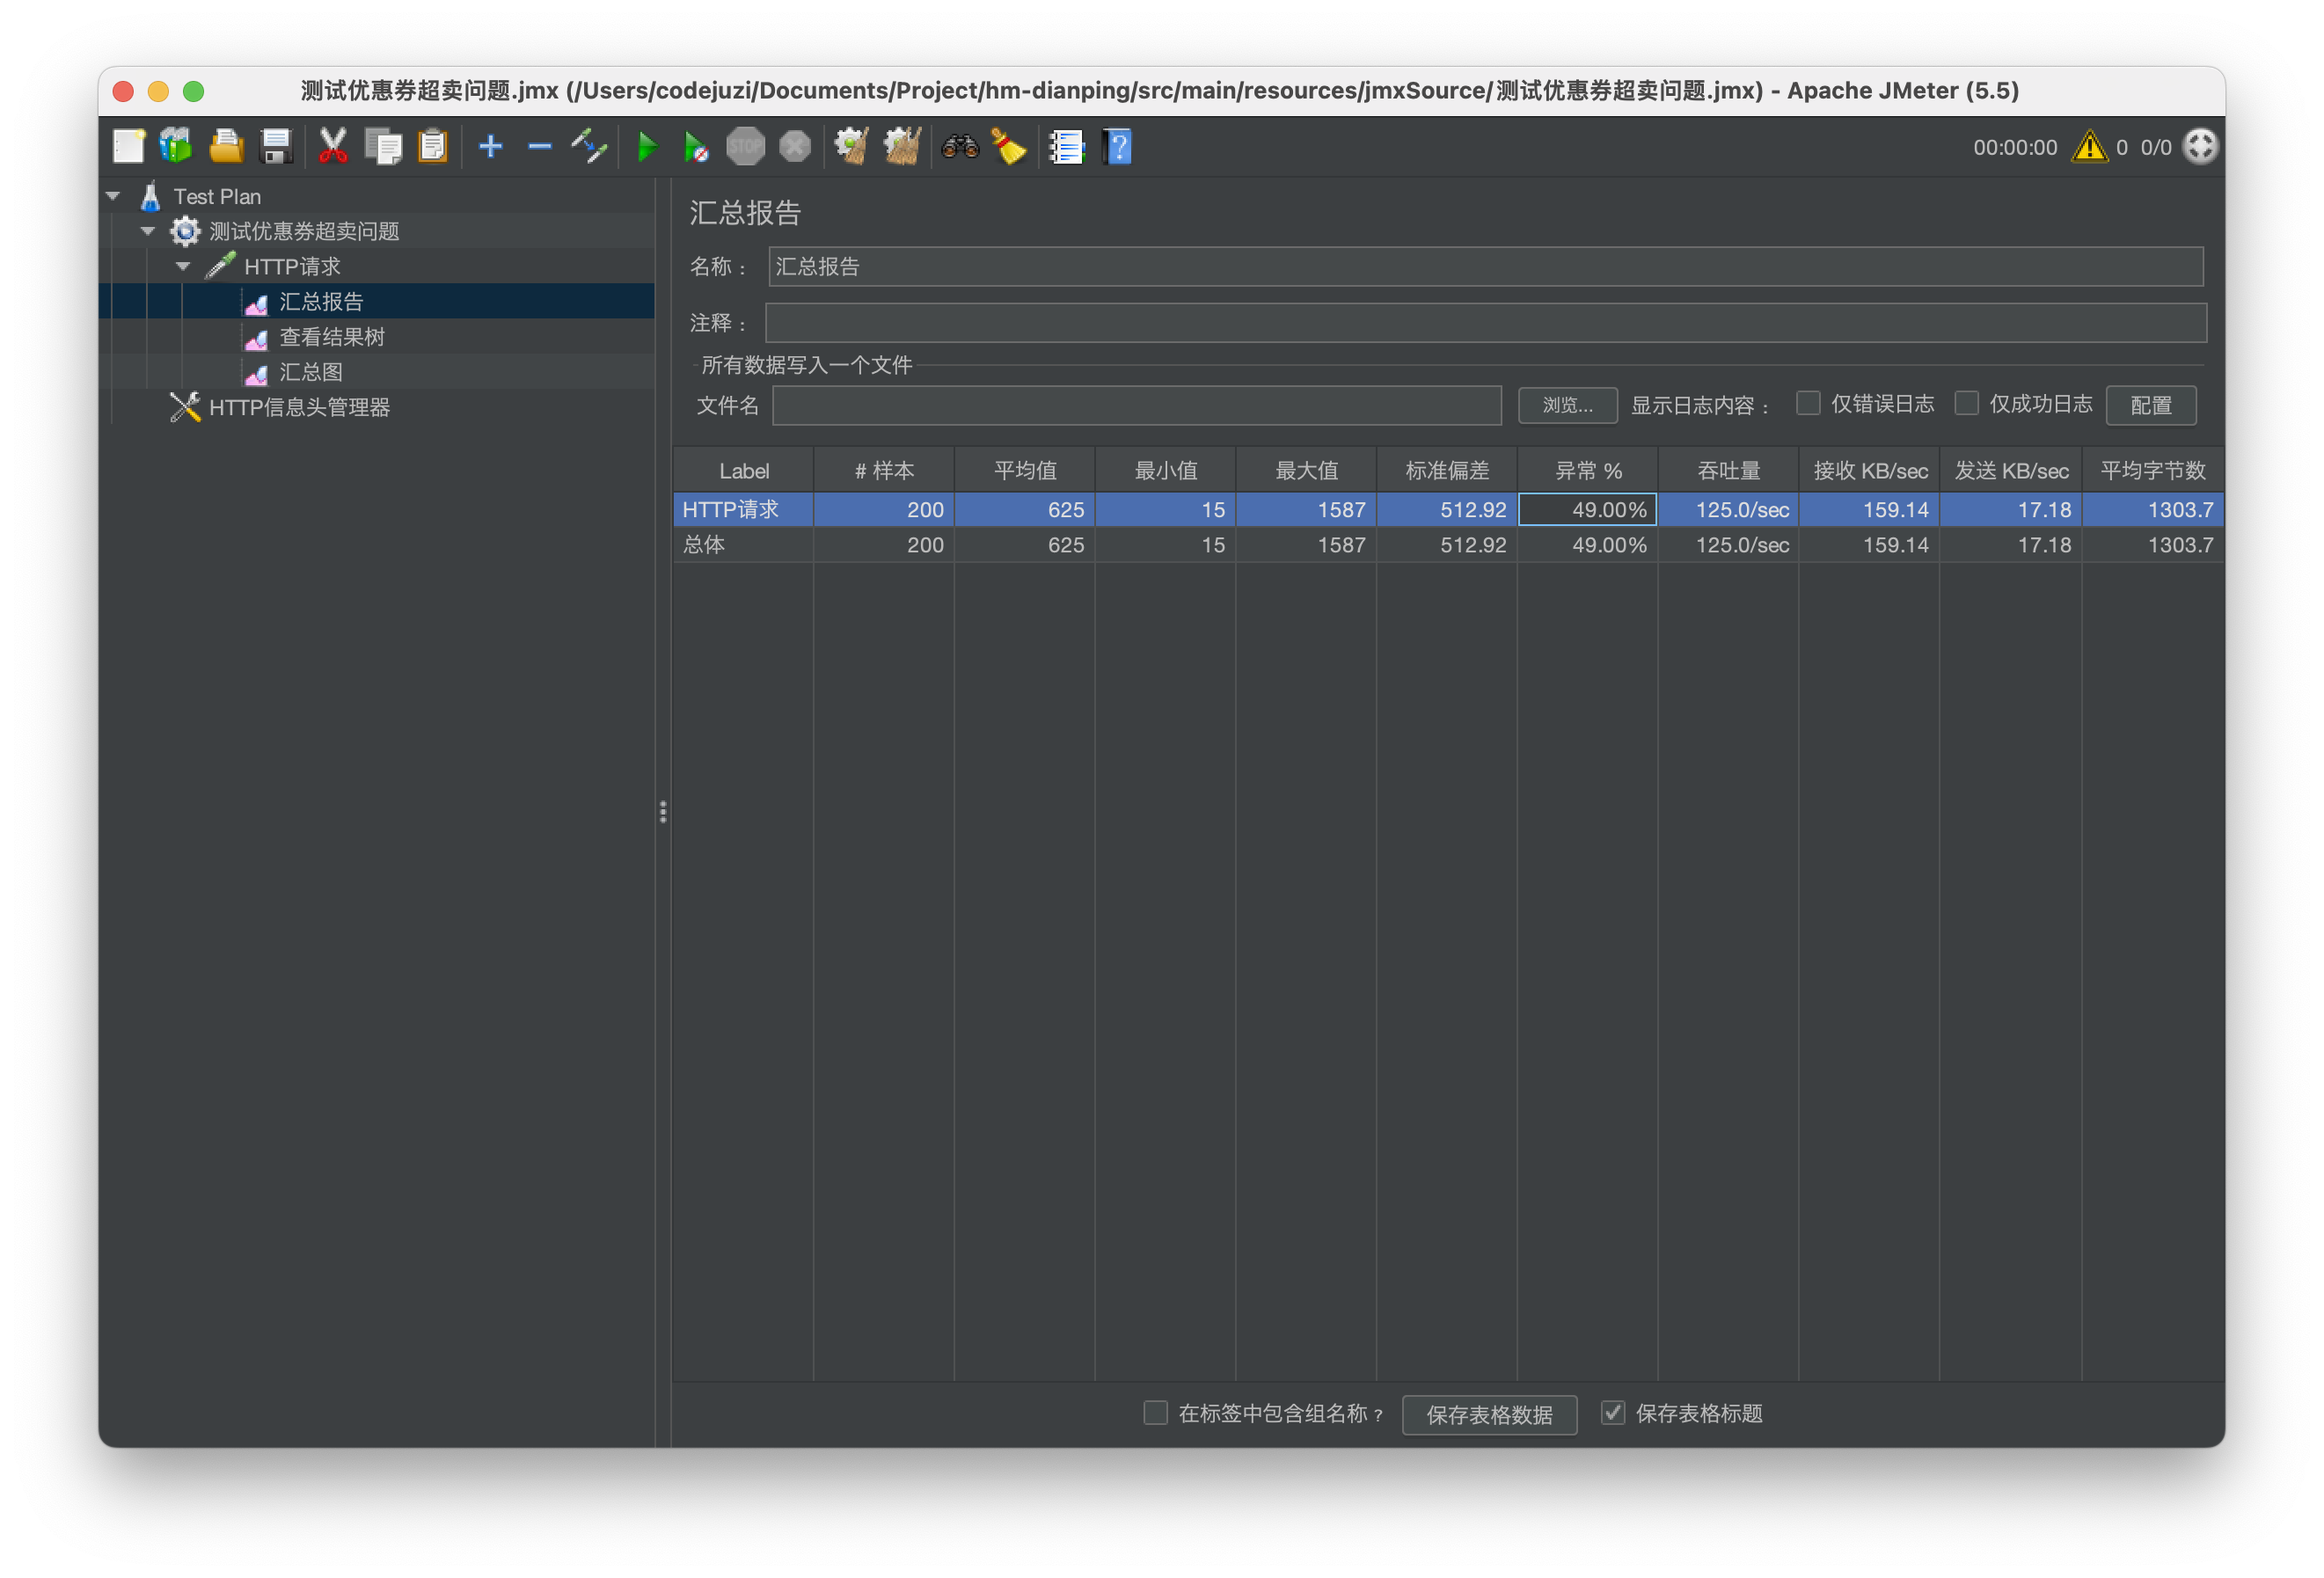 测试优惠券超卖问题.jmx (/Users/codejuzi/Documents/Project/hm-dianping/src/main/resources/jmxSource/测试优惠券超卖问题.jmx) - Apache JMeter (5.5)
STOP
00:00:00 0 0/0
Test Plan
测试优惠券超卖问题
HTTP请求
汇总报告
查看结果树
汇总图
HTTP信息头管理器
汇总报告
名称： 汇总报告
注释：
所有数据写入一个文件
文件名 浏览... 显示日志内容： 仅错误日志 仅成功日志 配置
Label # 样本 平均值 最小值 最大值 标准偏差 异常 % 吞吐量 接收 KB/sec 发送 KB/sec 平均字节数
HTTP请求 200 625 15 1587 512.92 49.00% 125.0/sec 159.14 17.18 1303.7
总体 200 625 15 1587 512.92 49.00% 125.0/sec 159.14 17.18 1303.7
在标签中包含组名称？ 保存表格数据 保存表格标题